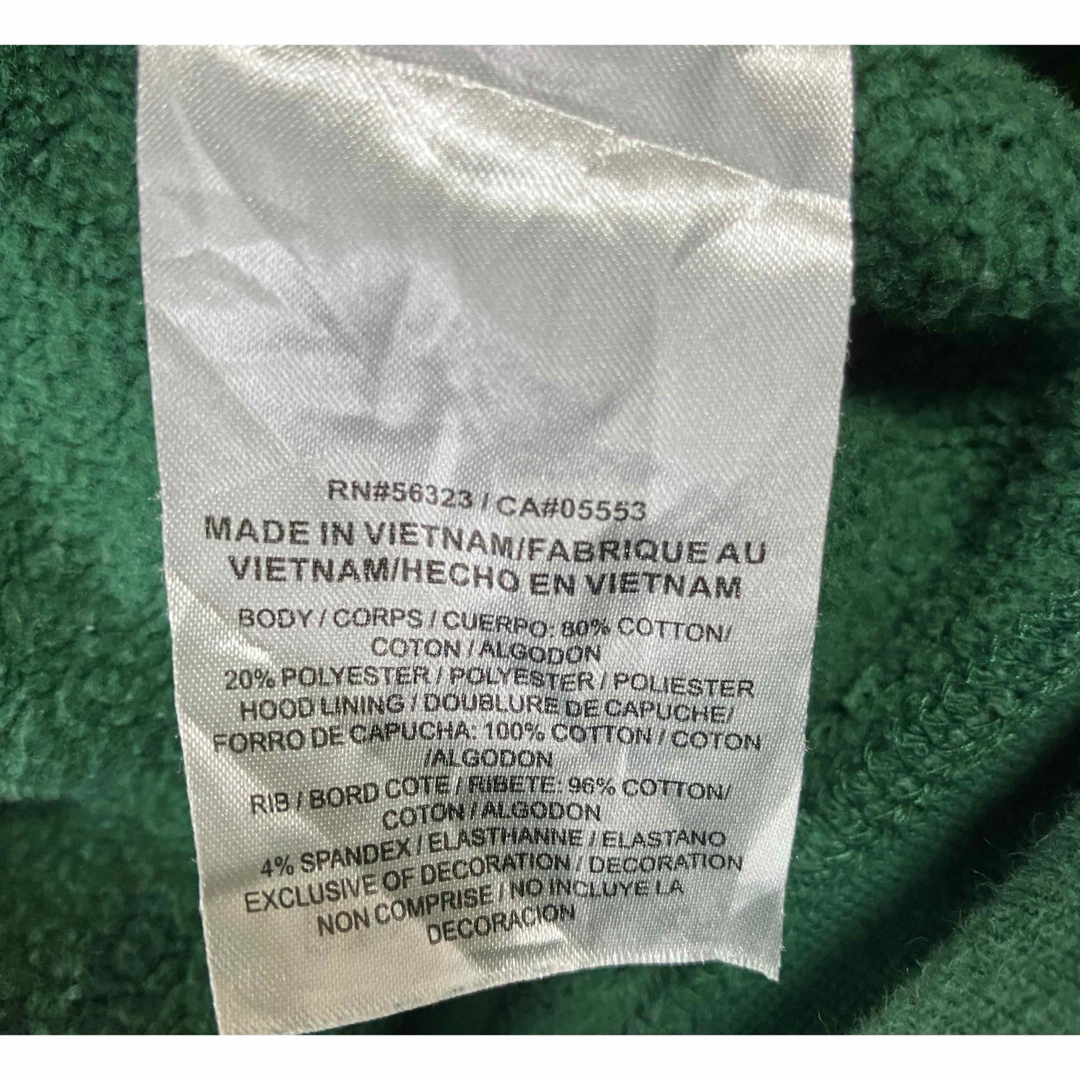 RN#56323 / CA#05553
MADE IN VIETNAM/FABRIQUE AU
VIETNAM/HECHO EN VIETNAM
BODY / CORPS / CUERPO: 80% COTTON/
COTON / ALGODON
20% POLYESTER / POLYESTER / POLIESTER
HOOD LINING / DOUBLURE DE CAPUCHE/
FORRO DE CAPUCHA: 100% COTTON / COTON
/ALGODON
RIB / BORD COTE / RIBETE: 96% COTTON/
COTON / ALGODON
4% SPANDEX / ELASTHANNE / ELASTANO
EXCLUSIVE OF DECORATION / DECORATION
NON COMPRISE / NO INCLUYE LA
DECORACION